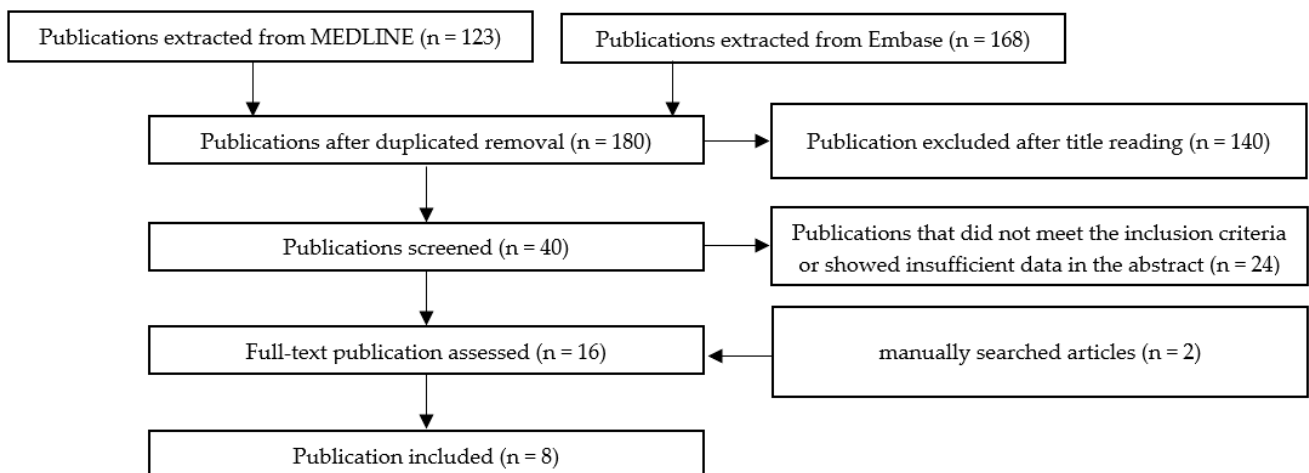 Publications extracted from MEDLINE (n = 123)
Publications extracted from Embase (n = 168)
Publications after duplicated removal (n = 180)
Publication excluded after title reading (n = 140)
Publications screened (n = 40)
Publications that did not meet the inclusion criteria
or showed insufficient data in the abstract (n = 24)
Full-text publication assessed (n = 16)
manually searched articles (n = 2)
Publication included (n = 8)